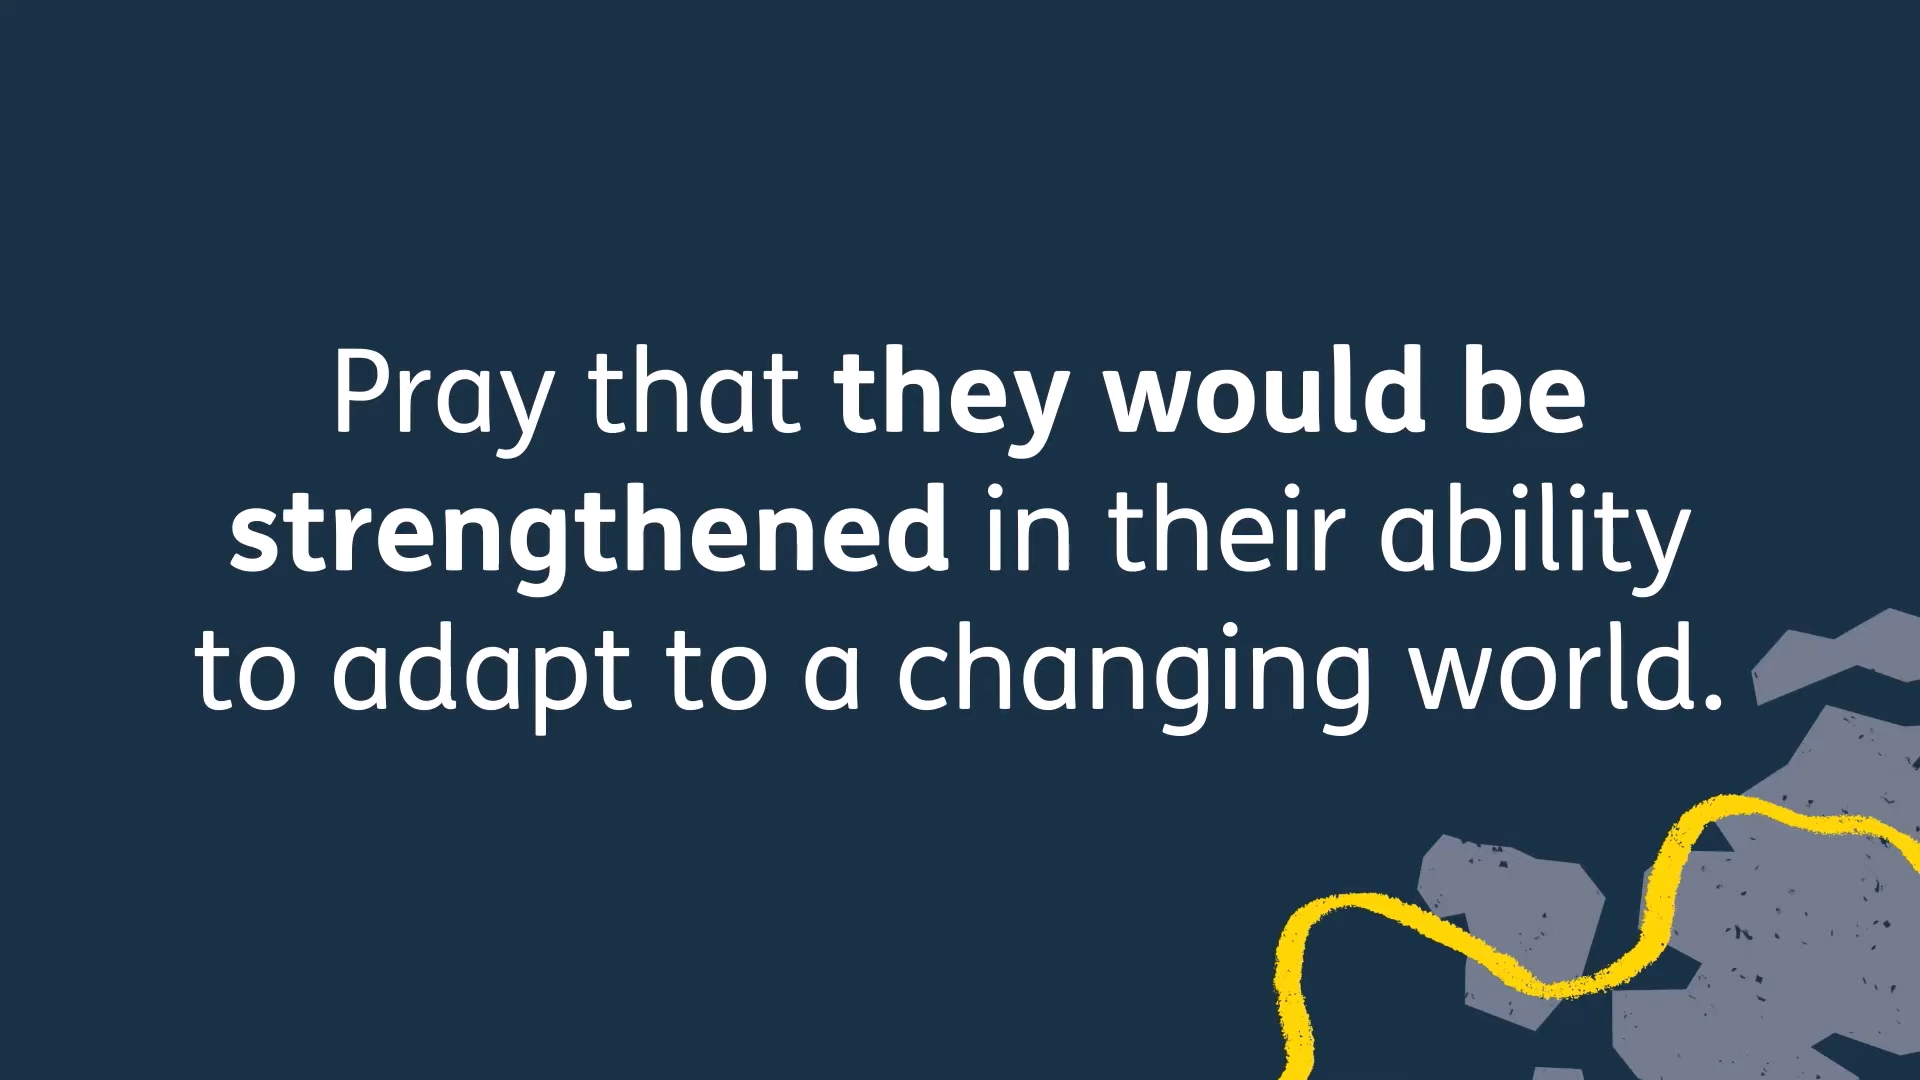 Pray that they would be
strengthened in their ability
to adapt to a changing world.